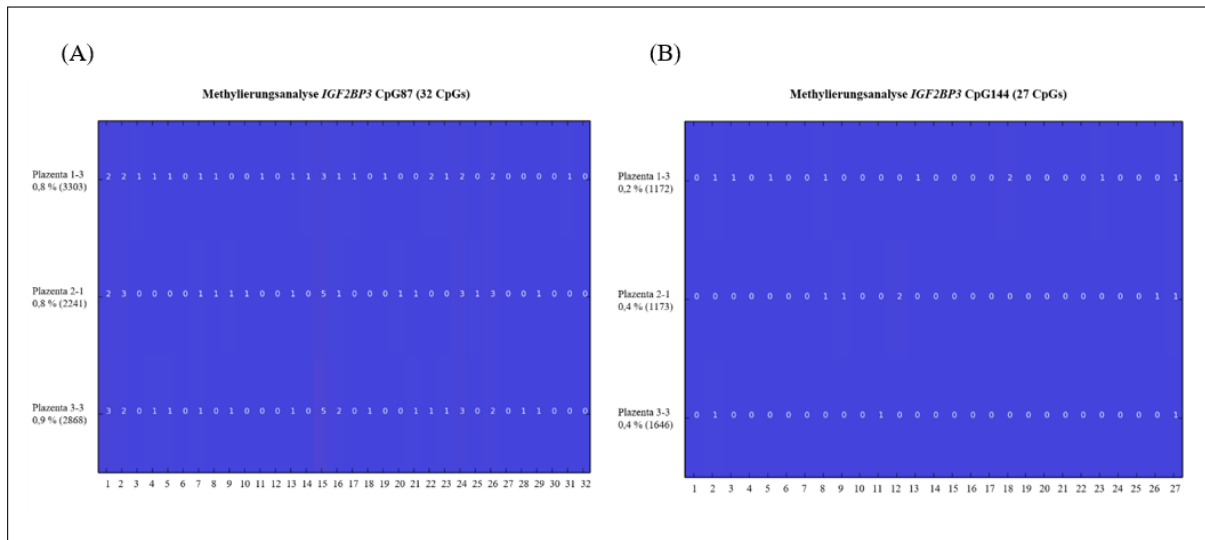 (A)
Methylierungsanalyse IGF2BP3 CpG87 (32 CpGs)
Plazenta 1-3
0,8 % (3303)
2 2 1 1 1 0 1 1 0 0 1 0 1 1 3 1 1 0 1 0 0 2 1 2 0 2 0 0 0 0 1 0
Plazenta 2-1
0,8 % (2241)
2 3 0 0 0 0 1 1 1 1 0 0 1 0 5 1 0 0 0 1 1 0 0 3 1 3 0 0 1 0 0 0
Plazenta 3-3
0,9 % (2868)
3 2 0 1 1 0 1 0 1 0 0 0 1 0 5 2 0 1 0 0 1 1 1 3 0 2 0 1 1 0 0 0
1 2 3 4 5 6 7 8 9 10 11 12 13 14 15 16 17 18 19 20 21 22 23 24 25 26 27 28 29 30 31 32
(B)
Methylierungsanalyse IGF2BP3 CpG144 (27 CpGs)
Plazenta 1-3
0,2 % (1172)
0 1 1 0 1 0 0 1 0 0 0 0 1 0 0 0 0 2 0 0 0 0 1 0 0 0 1
Plazenta 2-1
0,4 % (1173)
0 0 0 0 0 0 0 1 1 0 0 2 0 0 0 0 0 0 0 0 0 0 0 0 0 1 1
Plazenta 3-3
0,4 % (1646)
0 1 0 0 0 0 0 0 0 0 1 0 0 0 0 0 0 0 0 0 0 0 0 0 0 0 1
1 2 3 4 5 6 7 8 9 10 11 12 13 14 15 16 17 18 19 20 21 22 23 24 25 26 27